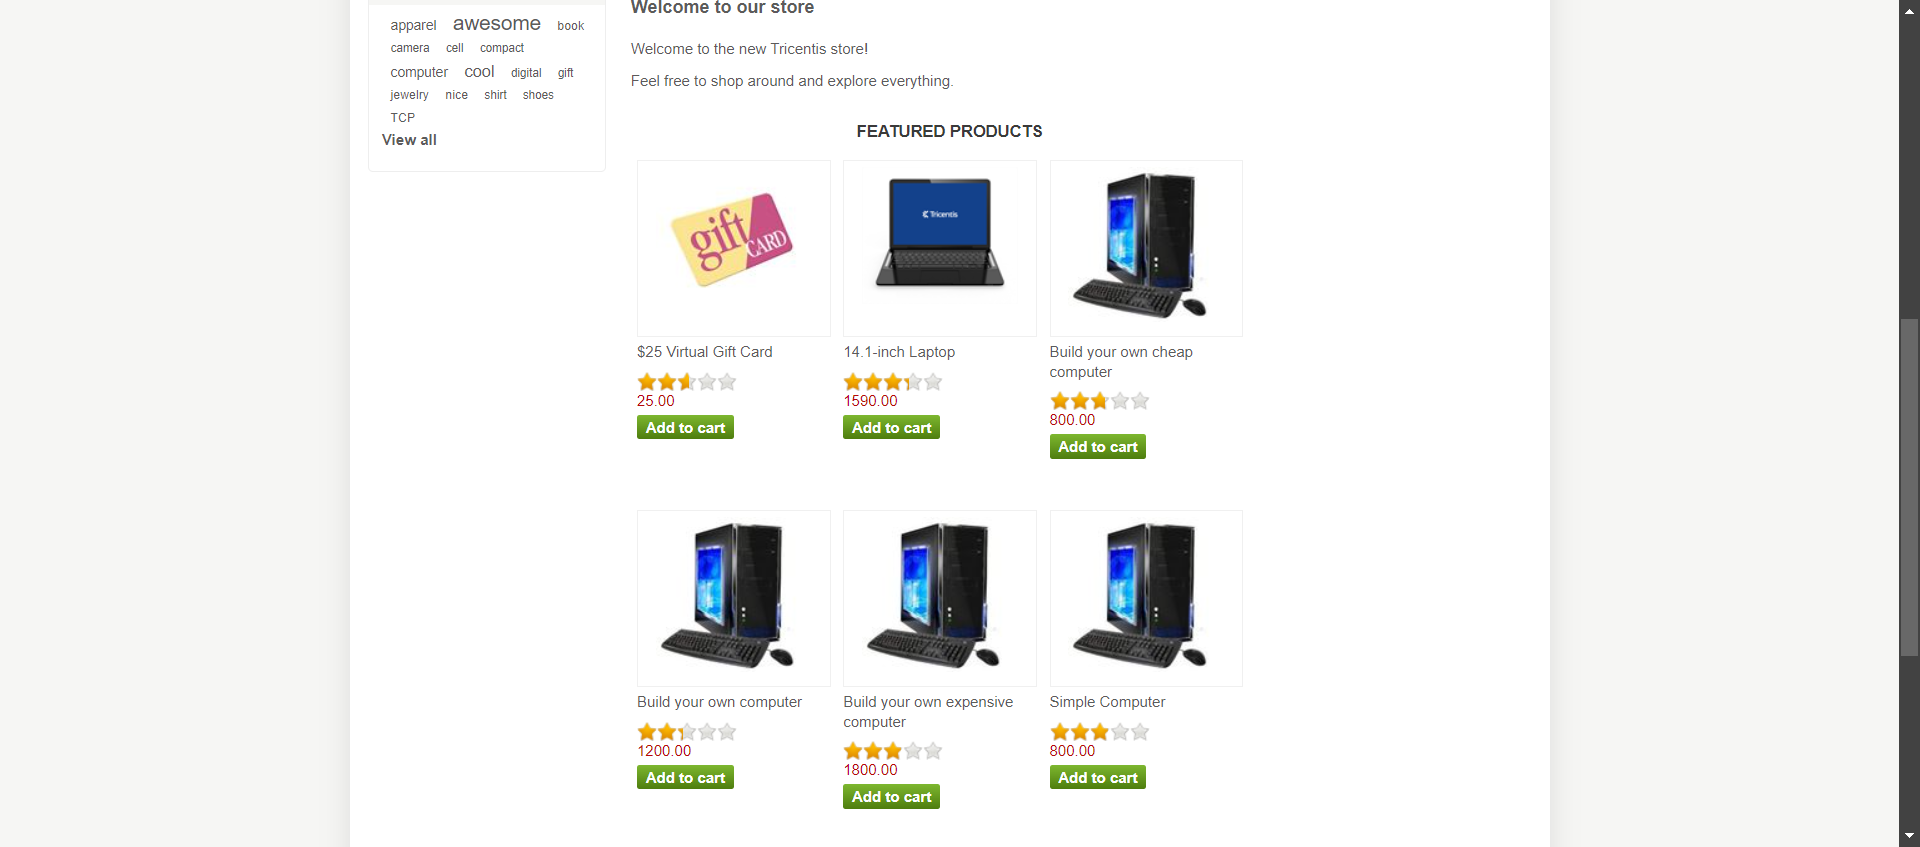 apparel awesome book
camera cell compact
computer cool digital gift
jewelry nice shirt shoes
TCP
View all
Welcome to our store
Welcome to the new Tricentis store!
Feel free to shop around and explore everything.
FEATURED PRODUCTS
gift CARD
$25 Virtual Gift Card
25.00
Add to cart
Tricentis
14.1-inch Laptop
1590.00
Add to cart
Build your own cheap
computer
800.00
Add to cart
Build your own computer
1200.00
Add to cart
Build your own expensive
computer
1800.00
Add to cart
Simple Computer
800.00
Add to cart